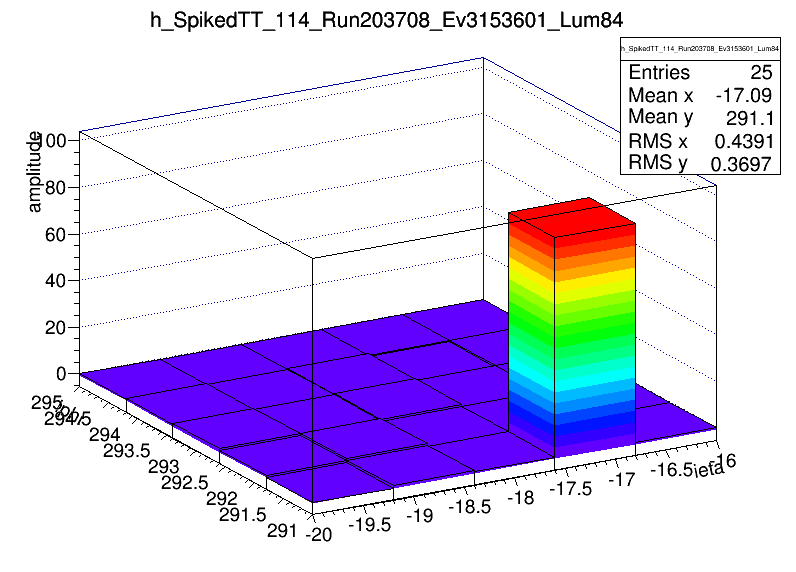 h_SpikedTT_114_Run203708_Ev3153601_Lum84
h_SpikedTT_114_Run203708_Ev3153601_Lum84
Entries 25
Mean x -17.09
Mean y 291.1
RMS x 0.4391
RMS y 0.3697
amplitude
100
80
60
40
20
0
295
294.5
294
293.5
293
292.5
292
291.5
291
-20
-19.5
-19
-18.5
-18
-17.5
-17
-16.5
-16
ieta